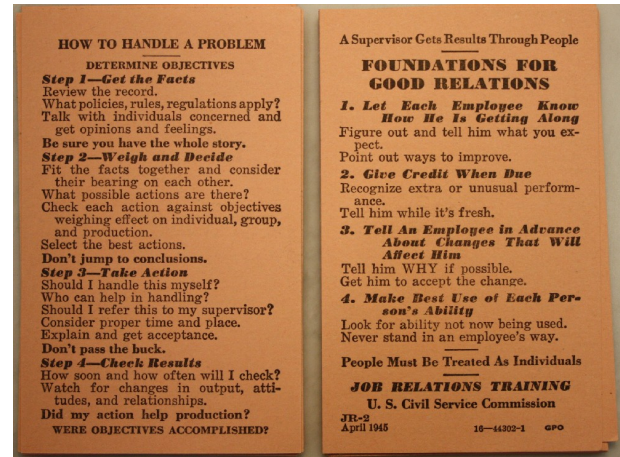 HOW TO HANDLE A PROBLEM
DETERMINE OBJECTIVES
Step 1—Get the Facts
Review the record.
What policies, rules, regulations apply?
Talk with individuals concerned and
get opinions and feelings.
Be sure you have the whole story.
Step 2—Weigh and Decide
Fit the facts together and consider
their bearing on each other.
What possible actions are there?
Check each action against objectives
weighing effect on individual, group,
and production.
Select the best actions.
Don't jump to conclusions.
Step 3—Take Action
Should I handle this myself?
Who can help in handling?
Should I refer this to my supervisor?
Consider proper time and place.
Explain and get acceptance.
Don't pass the buck.
Step 4—Check Results
How soon and how often will I check?
Watch for changes in output, atti-
tudes, and relationships.
Did my action help production?
WERE OBJECTIVES ACCOMPLISHED?
A Supervisor Gets Results Through People
FOUNDATIONS FOR
GOOD RELATIONS
1. Let Each Employee Know
How He Is Getting Along
Figure out and tell him what you ex-
pect.
Point out ways to improve.
2. Give Credit When Due
Recognize extra or unusual perform-
ance.
Tell him while it's fresh.
3. Tell An Employee in Advance
About Changes That Will
Affect Him
Tell him WHY if possible.
Get him to accept the change.
4. Make Best Use of Each Per-
son's Ability
Look for ability not now being used.
Never stand in an employee's way.
People Must Be Treated As Individuals
JOB RELATIONS TRAINING
U. S. Civil Service Commission
JR-2
April 1945 16—44302-1 GPO